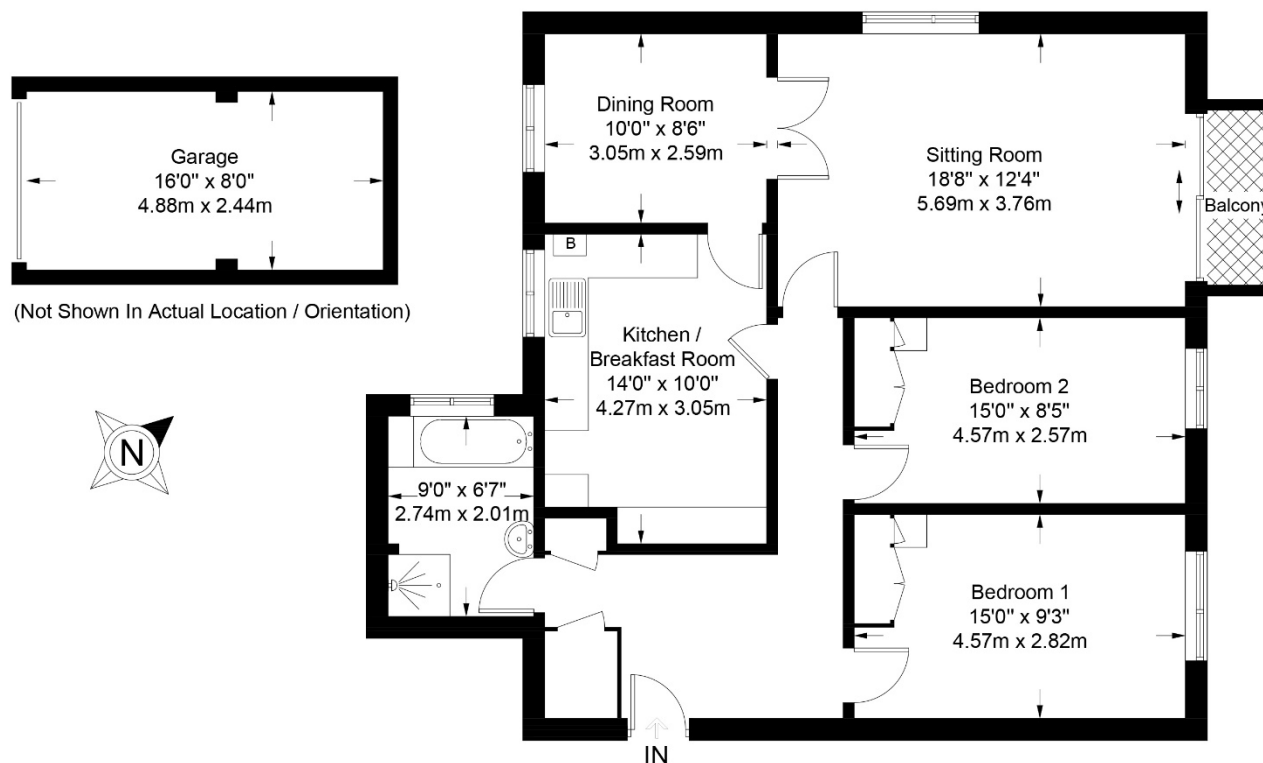 Garage
16'0" x 8'0"
4.88m x 2.44m
(Not Shown In Actual Location / Orientation)
N
Dining Room
10'0" x 8'6"
3.05m x 2.59m
Sitting Room
18'8" x 12'4"
5.69m x 3.76m
Balcony
B
Kitchen /
Breakfast Room
14'0" x 10'0"
4.27m x 3.05m
Bedroom 2
15'0" x 8'5"
4.57m x 2.57m
9'0" x 6'7"
2.74m x 2.01m
Bedroom 1
15'0" x 9'3"
4.57m x 2.82m
IN